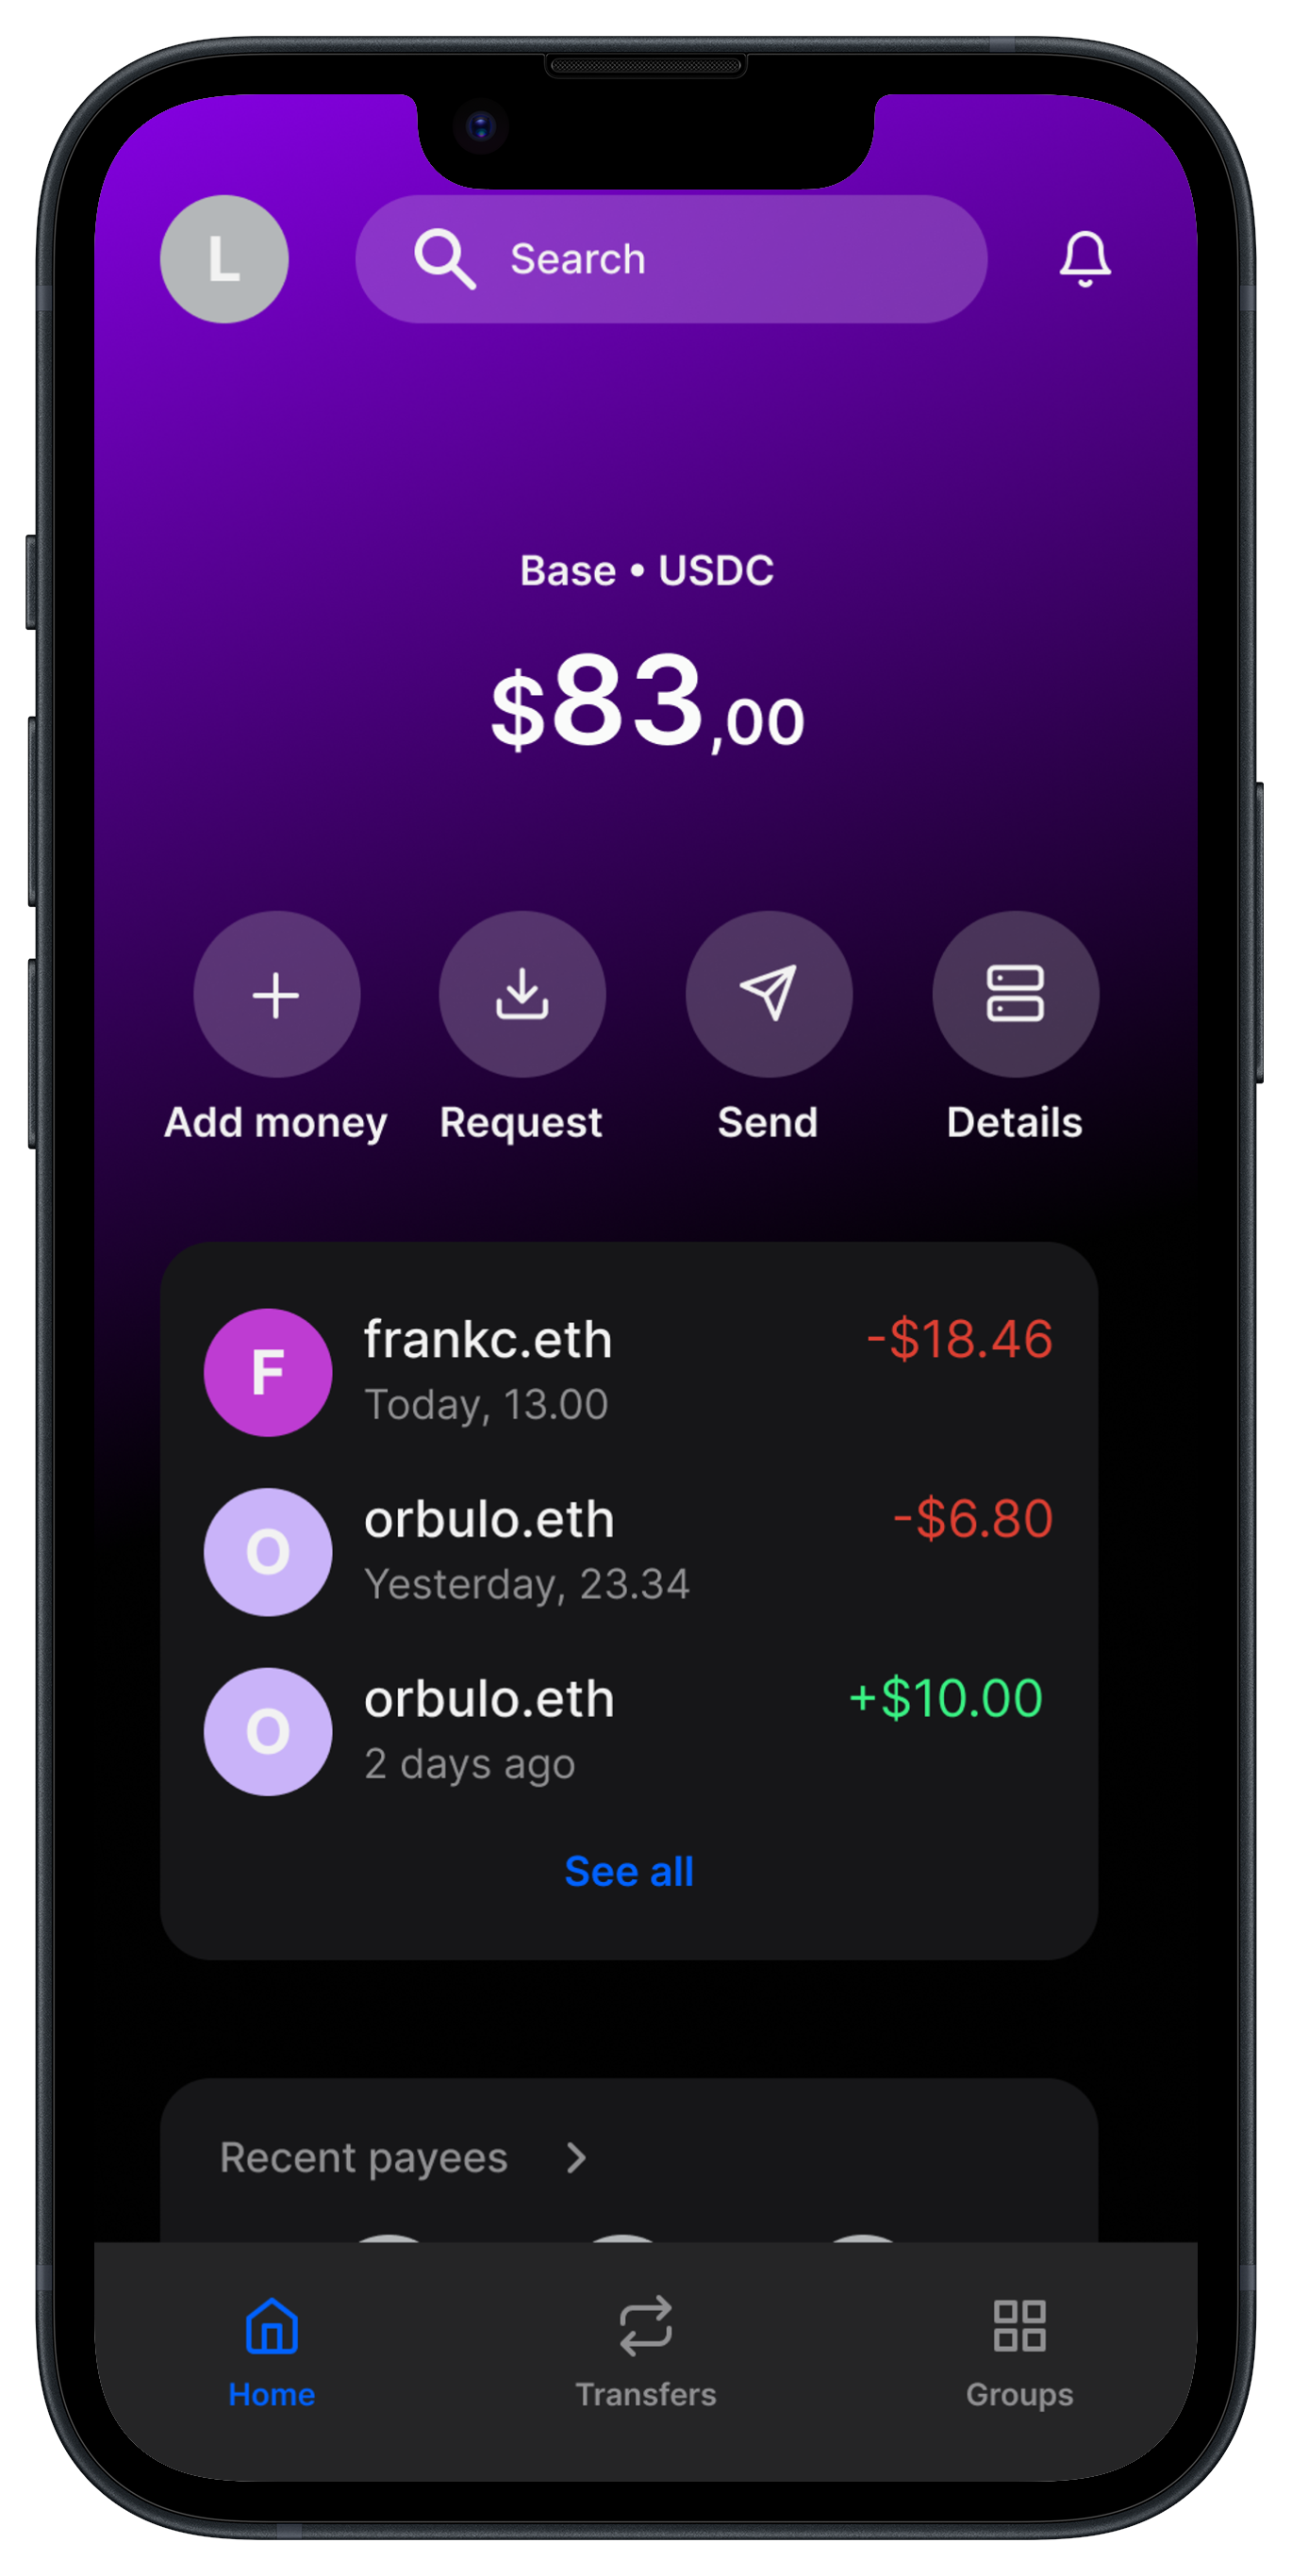 L
Search
Base • USDC
$83,00
Add money Request Send Details
F
frankc.eth -$18.46
Today, 13.00
O
orbulo.eth -$6.80
Yesterday, 23.34
O
orbulo.eth +$10.00
2 days ago
See all
Recent payees
Home Transfers Groups